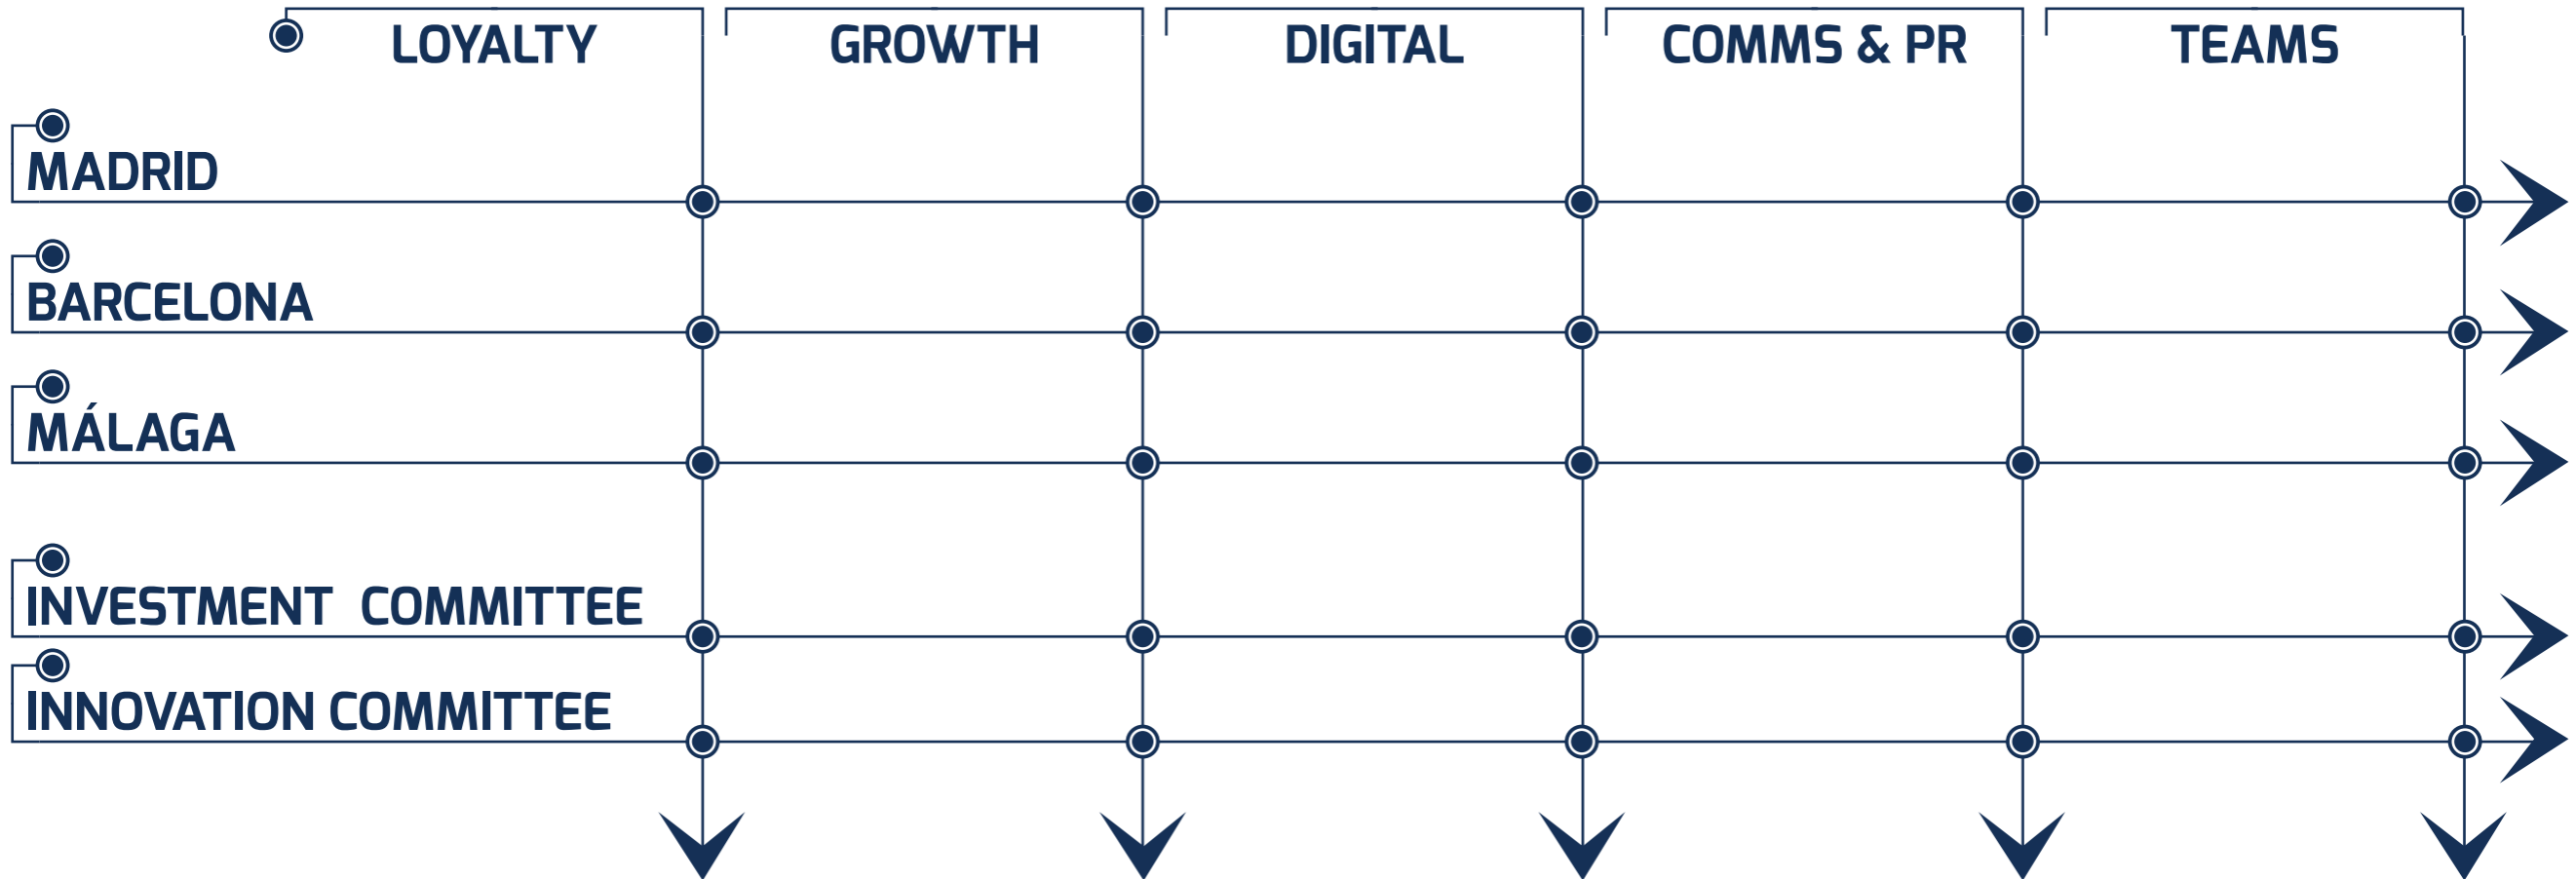 LOYALTY
GROWTH
DIGITAL
COMMS & PR
TEAMS
MADRID
BARCELONA
MÁLAGA
INVESTMENT COMMITTEE
INNOVATION COMMITTEE